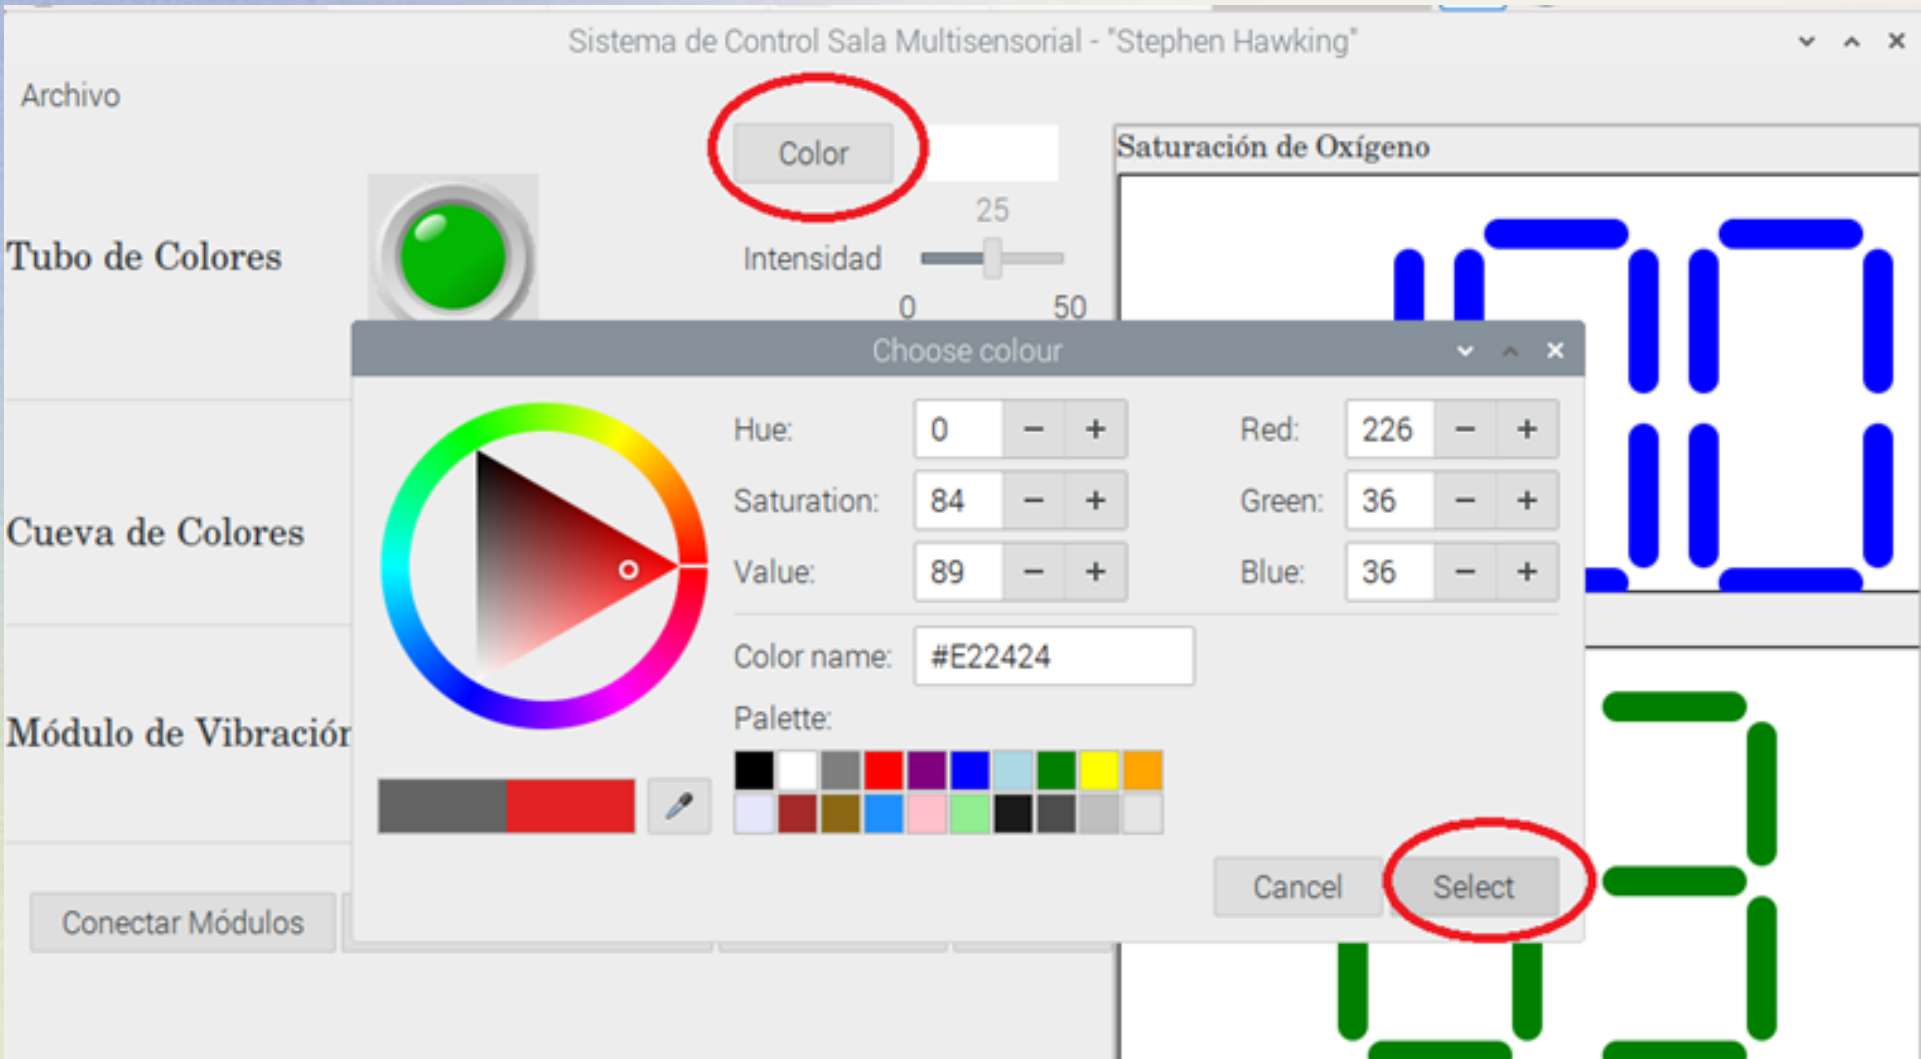 Sistema de Control Sala Multisensorial - "Stephen Hawking"
Archivo
Color
Saturación de Oxígeno
25
Tubo de Colores
Intensidad
0 50
Choose colour
Hue: 0 − + Red: 226 − +
Saturation: 84 − + Green: 36 − +
Cueva de Colores
Value: 89 − + Blue: 36 − +
Color name: #E22424
Palette:
Módulo de Vibración
Cancel Select
Conectar Módulos